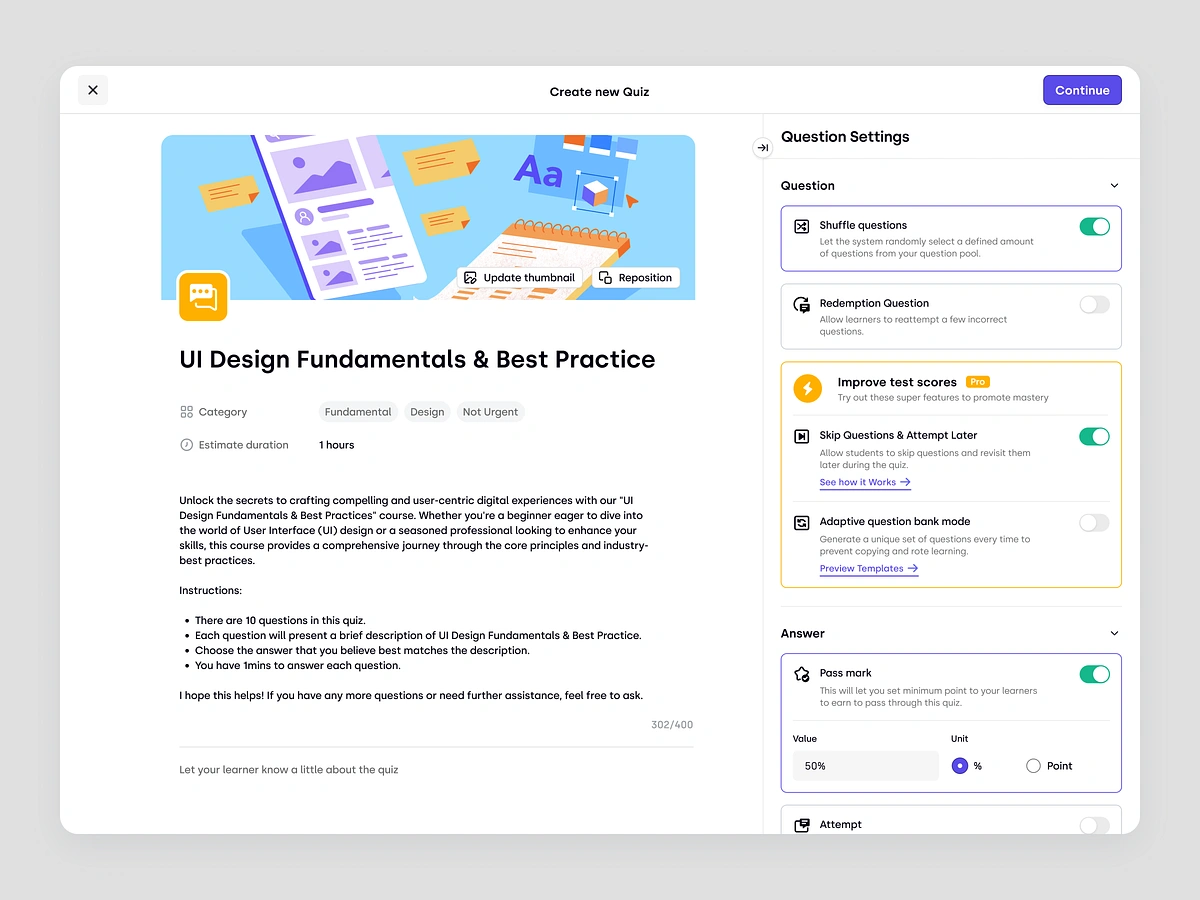 Create new Quiz
Continue
Aa
Update thumbnail
Reposition
UI Design Fundamentals & Best Practice
Category
Fundamental
Design
Not Urgent
Estimate duration
1 hours
Unlock the secrets to crafting compelling and user-centric digital experiences with our "UI
Design Fundamentals & Best Practices" course. Whether you're a beginner eager to dive into
the world of User Interface (UI) design or a seasoned professional looking to enhance your
skills, this course provides a comprehensive journey through the core principles and industry-
best practices.
Instructions:
• There are 10 questions in this quiz.
• Each question will present a brief description of UI Design Fundamentals & Best Practice.
• Choose the answer that you believe best matches the description.
• You have 1mins to answer each question.
I hope this helps! If you have any more questions or need further assistance, feel free to ask.
302/400
Let your learner know a little about the quiz
Question Settings
Question
Shuffle questions
Let the system randomly select a defined amount
of questions from your question pool.
Redemption Question
Allow learners to reattempt a few incorrect
questions.
Improve test scores
Pro
Try out these super features to promote mastery
Skip Questions & Attempt Later
Allow students to skip questions and revisit them
later during the quiz.
See how it Works →
Adaptive question bank mode
Generate a unique set of questions every time to
prevent copying and rote learning.
Preview Templates →
Answer
Pass mark
This will let you set minimum point to your learners
to earn to pass through this quiz.
Value
Unit
50%
%
Point
Attempt